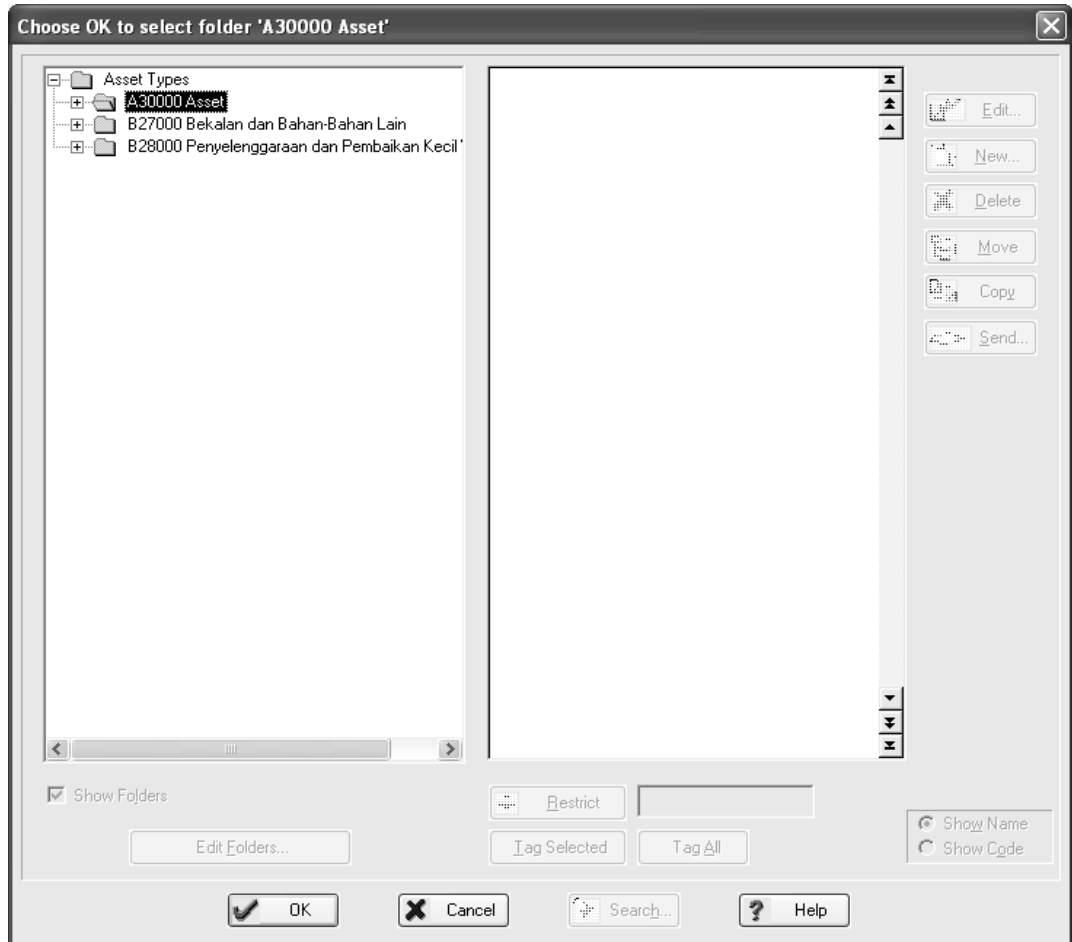 Choose OK to select folder 'A30000 Asset'
Asset Types
A30000 Asset
B27000 Bekalan dan Bahan-Bahan Lain
B28000 Penyelenggaraan dan Pembaikan Kecil '
Edit...
New...
Delete
Move
Copy
Send...
Show Folders
Restrict
Edit Folders...
Tag Selected
Tag All
Show Name
Show Code
OK
Cancel
Search...
Help